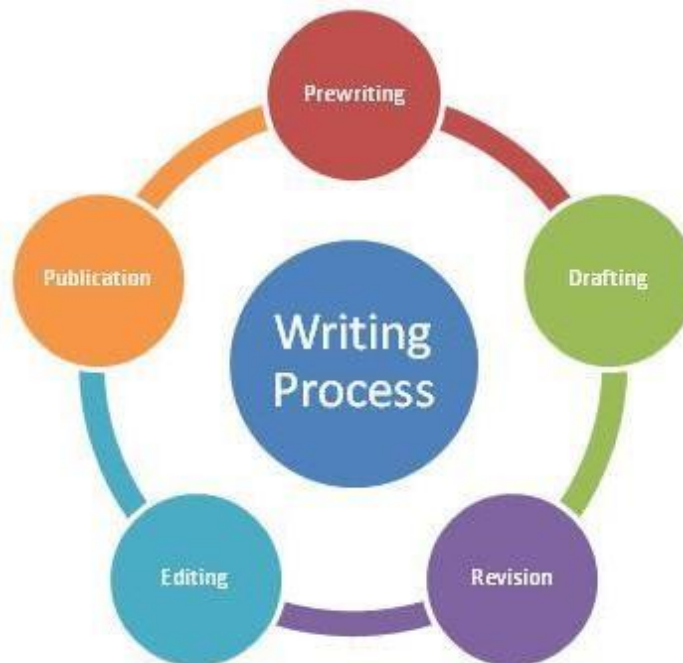 Prewriting
Drafting
Revision
Editing
Publication
Writing
Process